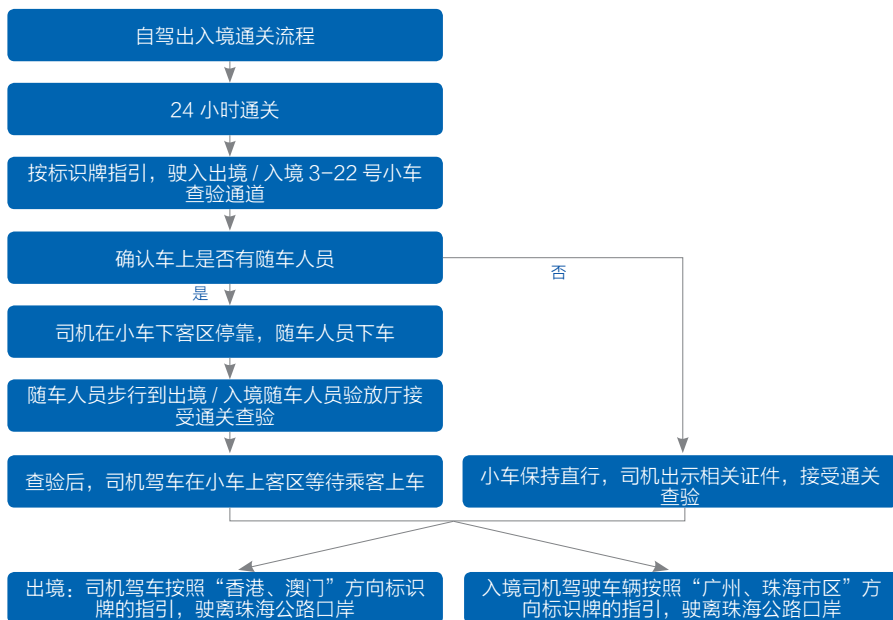 自驾出入境通关流程
24 小时通关
按标识牌指引，驶入出境 / 入境 3-22 号小车
查验通道
确认车上是否有随车人员
否
是
司机在小车下客区停靠，随车人员下车
随车人员步行到出境 / 入境随车人员验放厅接
受通关查验
查验后，司机驾车在小车上客区等待乘客上车
小车保持直行，司机出示相关证件，接受通关
查验
出境：司机驾车按照“香港、澳门”方向标识
牌的指引，驶离珠海公路口岸
入境司机驾驶车辆按照“广州、珠海市区”方
向标识牌的指引，驶离珠海公路口岸